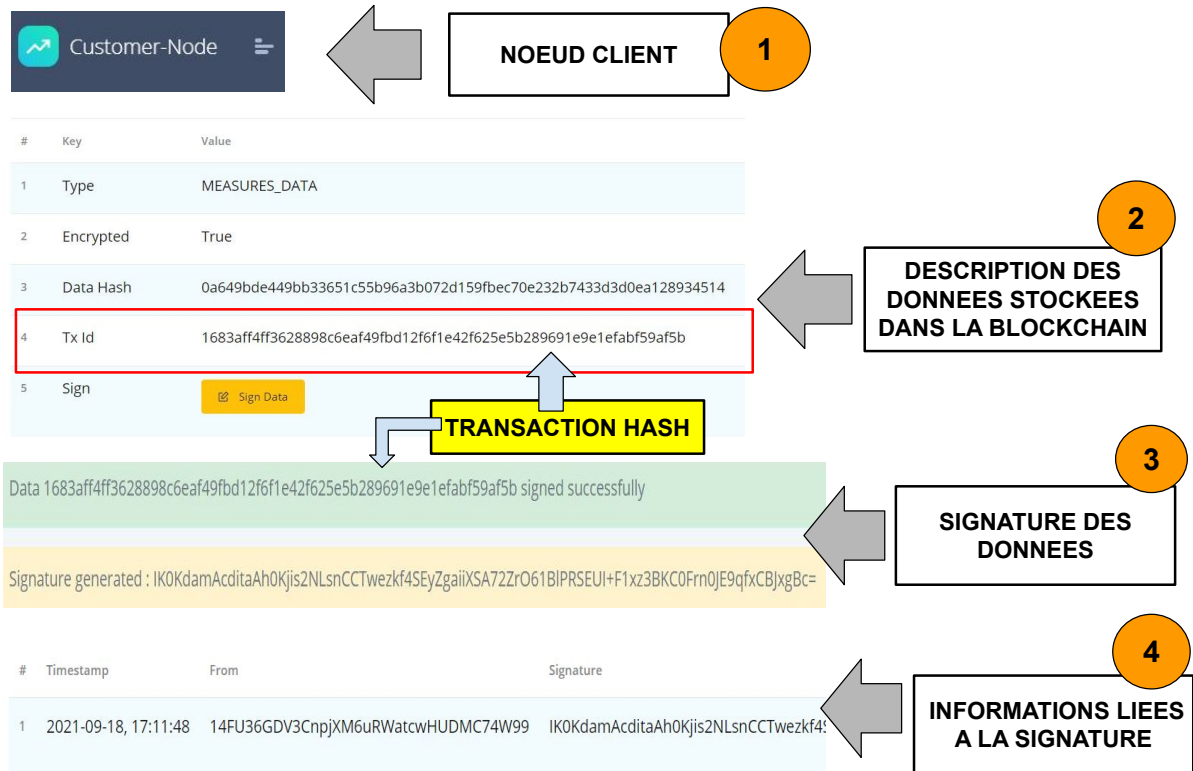 Customer-Node
NOEUD CLIENT
1
# Key Value
1 Type MEASURES_DATA
2 Encrypted True
3 Data Hash 0a649bde449bb33651c55b96a3b072d159fbec70e232b7433d3d0ea128934514
4 Tx Id 1683aff4ff3628898c6eaf49fbd12f6f1e42f625e5b289691e9e1efabf59af5b
5 Sign Sign Data
2
DESCRIPTION DES
DONNEES STOCKEES
DANS LA BLOCKCHAIN
TRANSACTION HASH
Data 1683aff4ff3628898c6eaf49fbd12f6f1e42f625e5b289691e9e1efabf59af5b signed successfully
Signature generated : IK0KdamAcditaAh0Kjis2NLsnCCTwezkf4SEyZgaiiXSA72ZrO61BlPRSEUI+F1xz3BKC0Frn0JE9qfxCBJxgBc=
3
SIGNATURE DES
DONNEES
# Timestamp From Signature
1 2021-09-18, 17:11:48 14FU36GDV3CnpjXM6uRWatcwHUDMC74W99 IK0KdamAcditaAh0Kjis2NLsnCCTwezkf4S
4
INFORMATIONS LIEES
A LA SIGNATURE